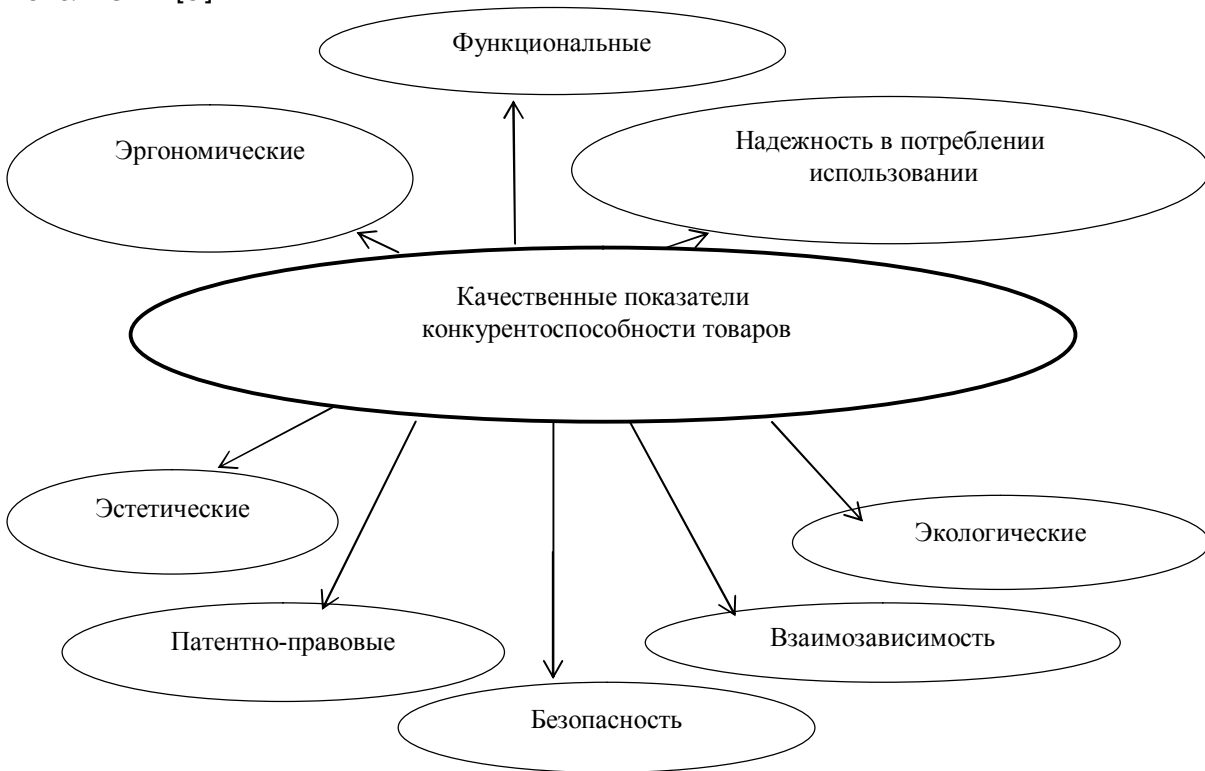 Функциональные
Эргономические
Надежность в потреблении
использовании
Качественные показатели
конкурентоспособности товаров
Эстетические
Экологические
Патентно-правовые
Взаимозависимость
Безопасность